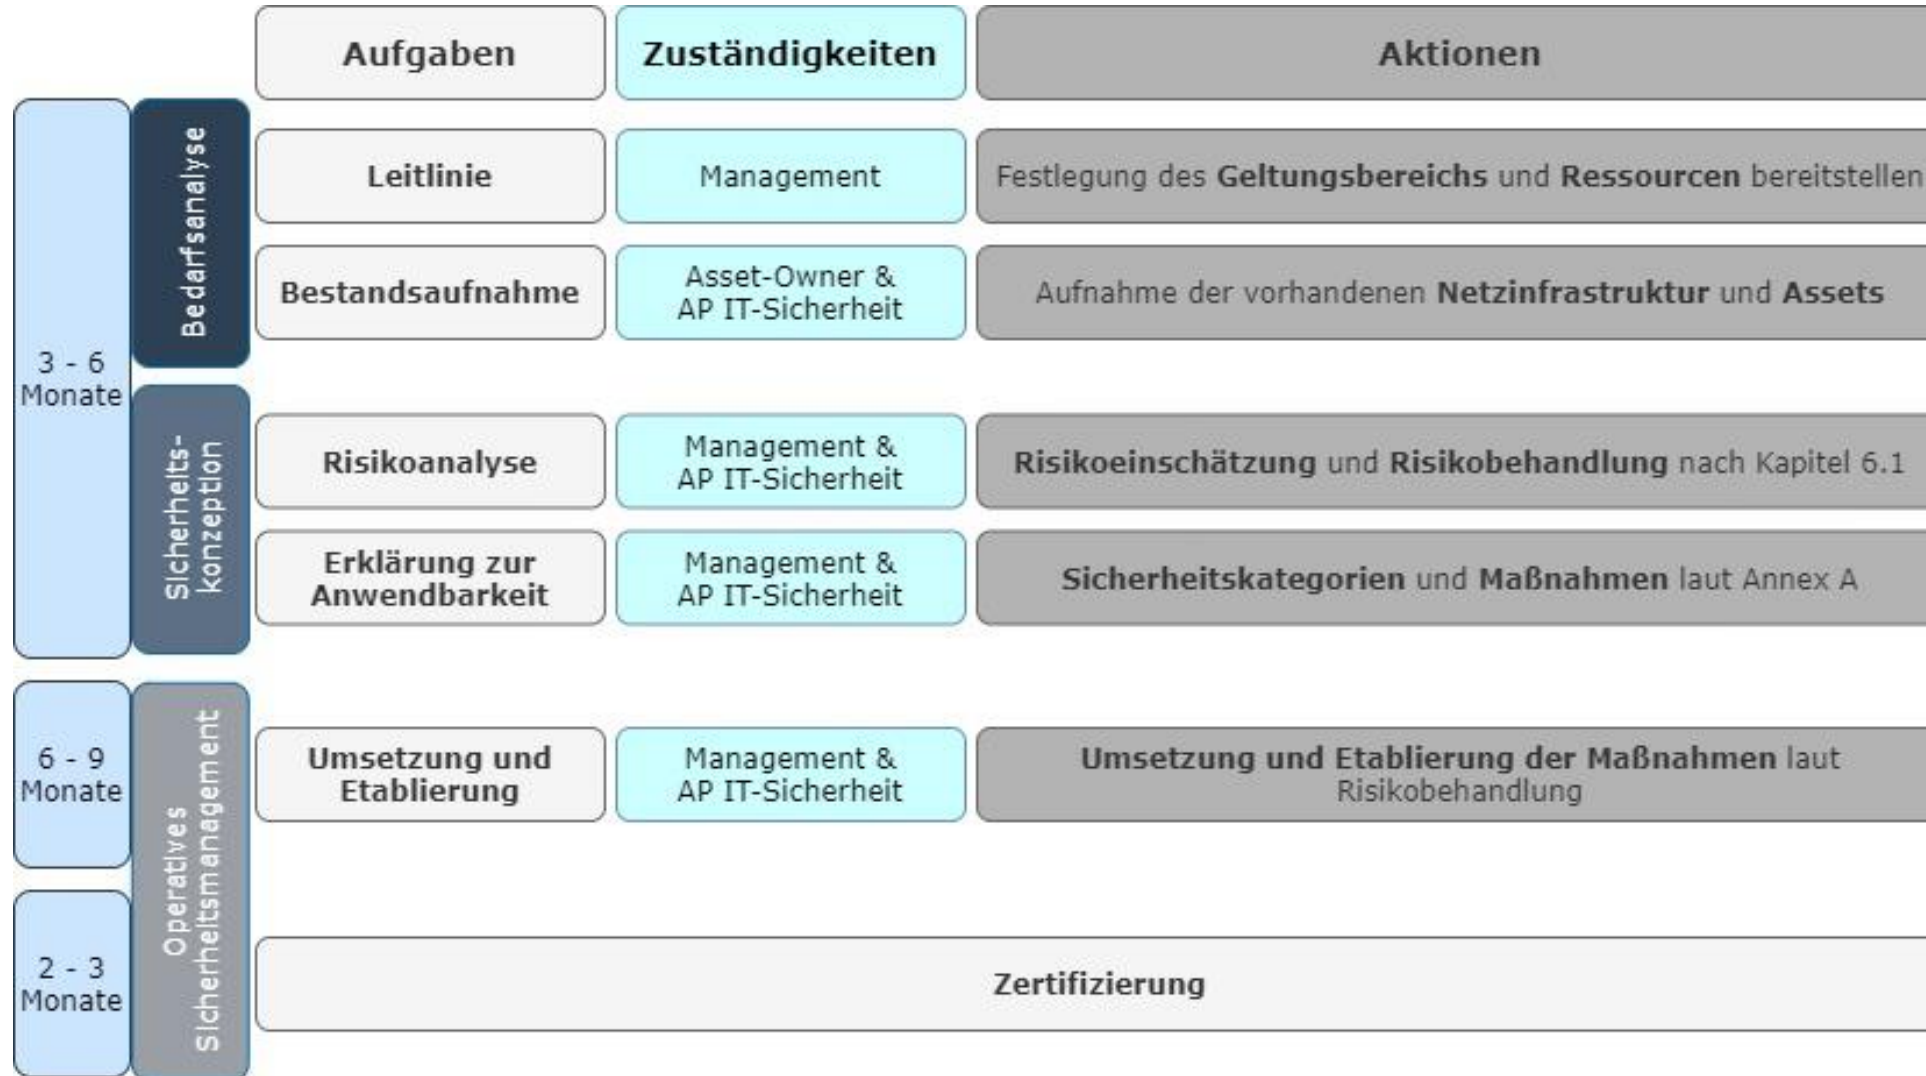 Aufgaben
Zuständigkeiten
Aktionen
3 - 6
Monate
Bedarfsanalyse
Leitlinie
Management
Festlegung des Geltungsbereichs und Ressourcen bereitstellen
Bestandsaufnahme
Asset-Owner &
AP IT-Sicherheit
Aufnahme der vorhandenen Netzinfrastruktur und Assets
Sicherheits-
konzeption
Risikoanalyse
Management &
AP IT-Sicherheit
Risikoeinschätzung und Risikobehandlung nach Kapitel 6.1
Erklärung zur
Anwendbarkeit
Management &
AP IT-Sicherheit
Sicherheitskategorien und Maßnahmen laut Annex A
6 - 9
Monate
Operatives
Sicherheitsmanagement
Umsetzung und
Etablierung
Management &
AP IT-Sicherheit
Umsetzung und Etablierung der Maßnahmen laut
Risikobehandlung
2 - 3
Monate
Zertifizierung